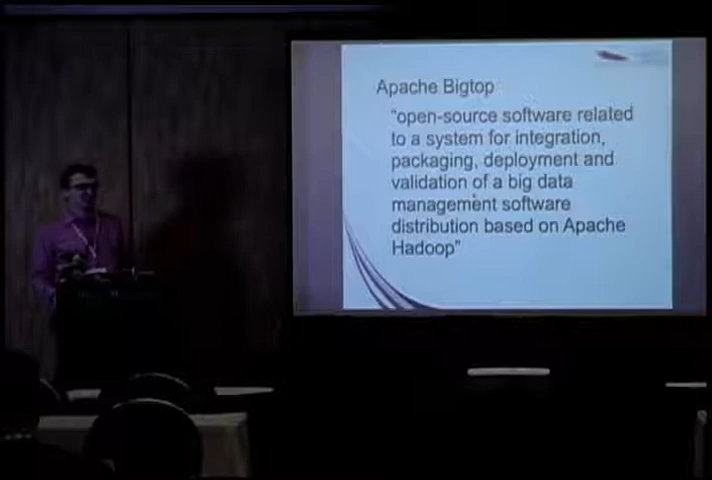 Apache Bigtop
"open-source software related
to a system for integration,
packaging, deployment and
validation of a big data
management software
distribution based on Apache
Hadoop"